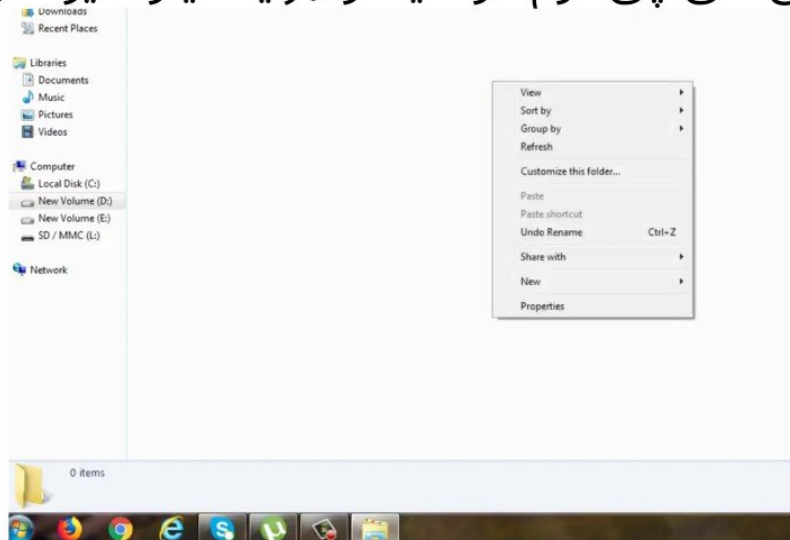 Downloads
Recent Places
Libraries
Documents
Music
Pictures
Videos
Computer
Local Disk (C:)
New Volume (D:)
New Volume (E:)
SD / MMC (L:)
Network
View
Sort by
Group by
Refresh
Customize this folder...
Paste
Paste shortcut
Undo Rename Ctrl+Z
Share with
New
Properties
0 items